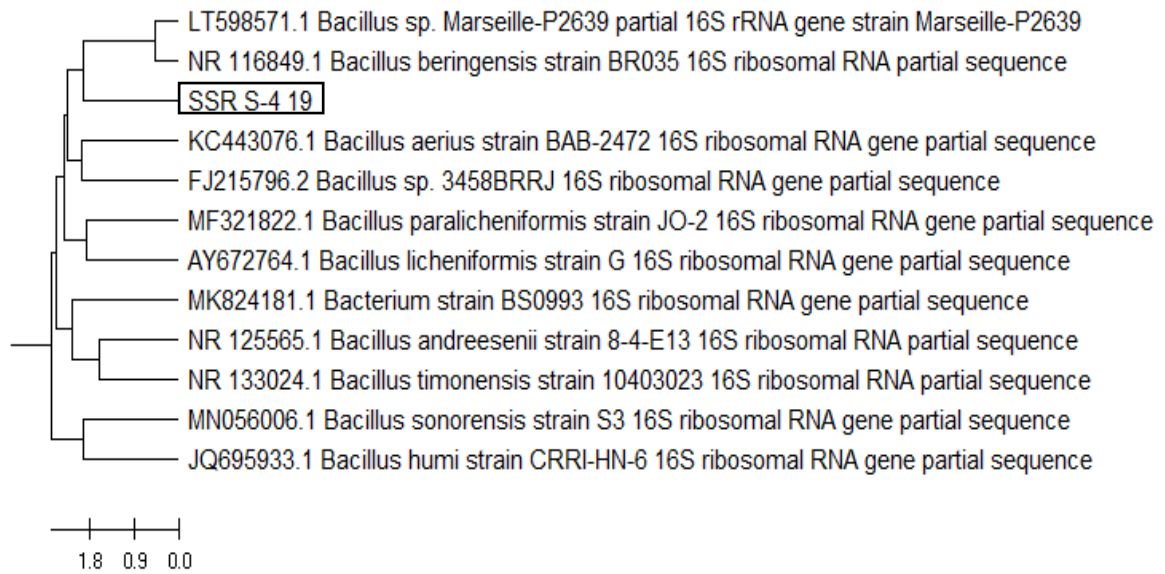 LT598571.1 Bacillus sp. Marseille-P2639 partial 16S rRNA gene strain Marseille-P2639
NR 116849.1 Bacillus beringensis strain BR035 16S ribosomal RNA partial sequence
SSR S-4 19
KC443076.1 Bacillus aerius strain BAB-2472 16S ribosomal RNA gene partial sequence
FJ215796.2 Bacillus sp. 3458BRRJ 16S ribosomal RNA gene partial sequence
MF321822.1 Bacillus paralicheniformis strain JO-2 16S ribosomal RNA gene partial sequence
AY672764.1 Bacillus licheniformis strain G 16S ribosomal RNA gene partial sequence
MK824181.1 Bacterium strain BS0993 16S ribosomal RNA gene partial sequence
NR 125565.1 Bacillus andreesenii strain 8-4-E13 16S ribosomal RNA partial sequence
NR 133024.1 Bacillus timonensis strain 10403023 16S ribosomal RNA partial sequence
MN056006.1 Bacillus sonorensis strain S3 16S ribosomal RNA gene partial sequence
JQ695933.1 Bacillus humi strain CRRI-HN-6 16S ribosomal RNA gene partial sequence
1.8 0.9 0.0